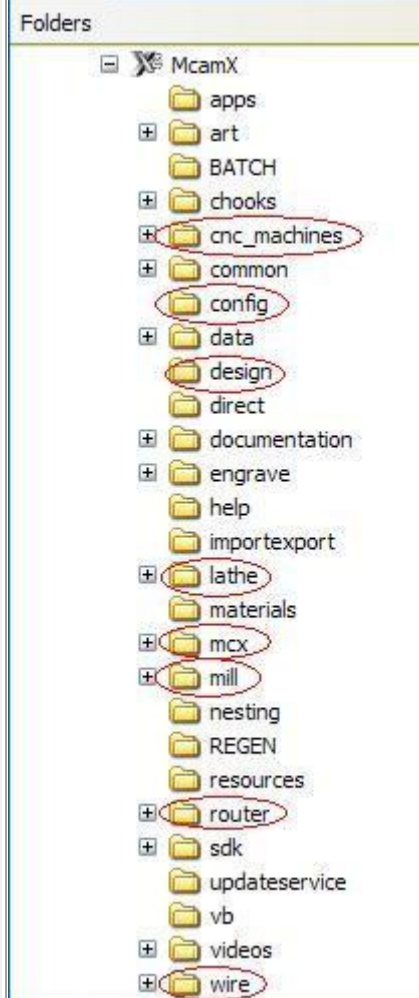 Folders
McamX
apps
art
BATCH
chooks
cnc_machines
common
config
data
design
direct
documentation
engrave
help
importexport
lathe
materials
mcx
mill
nesting
REGEN
resources
router
sdk
updateservice
vb
videos
wire